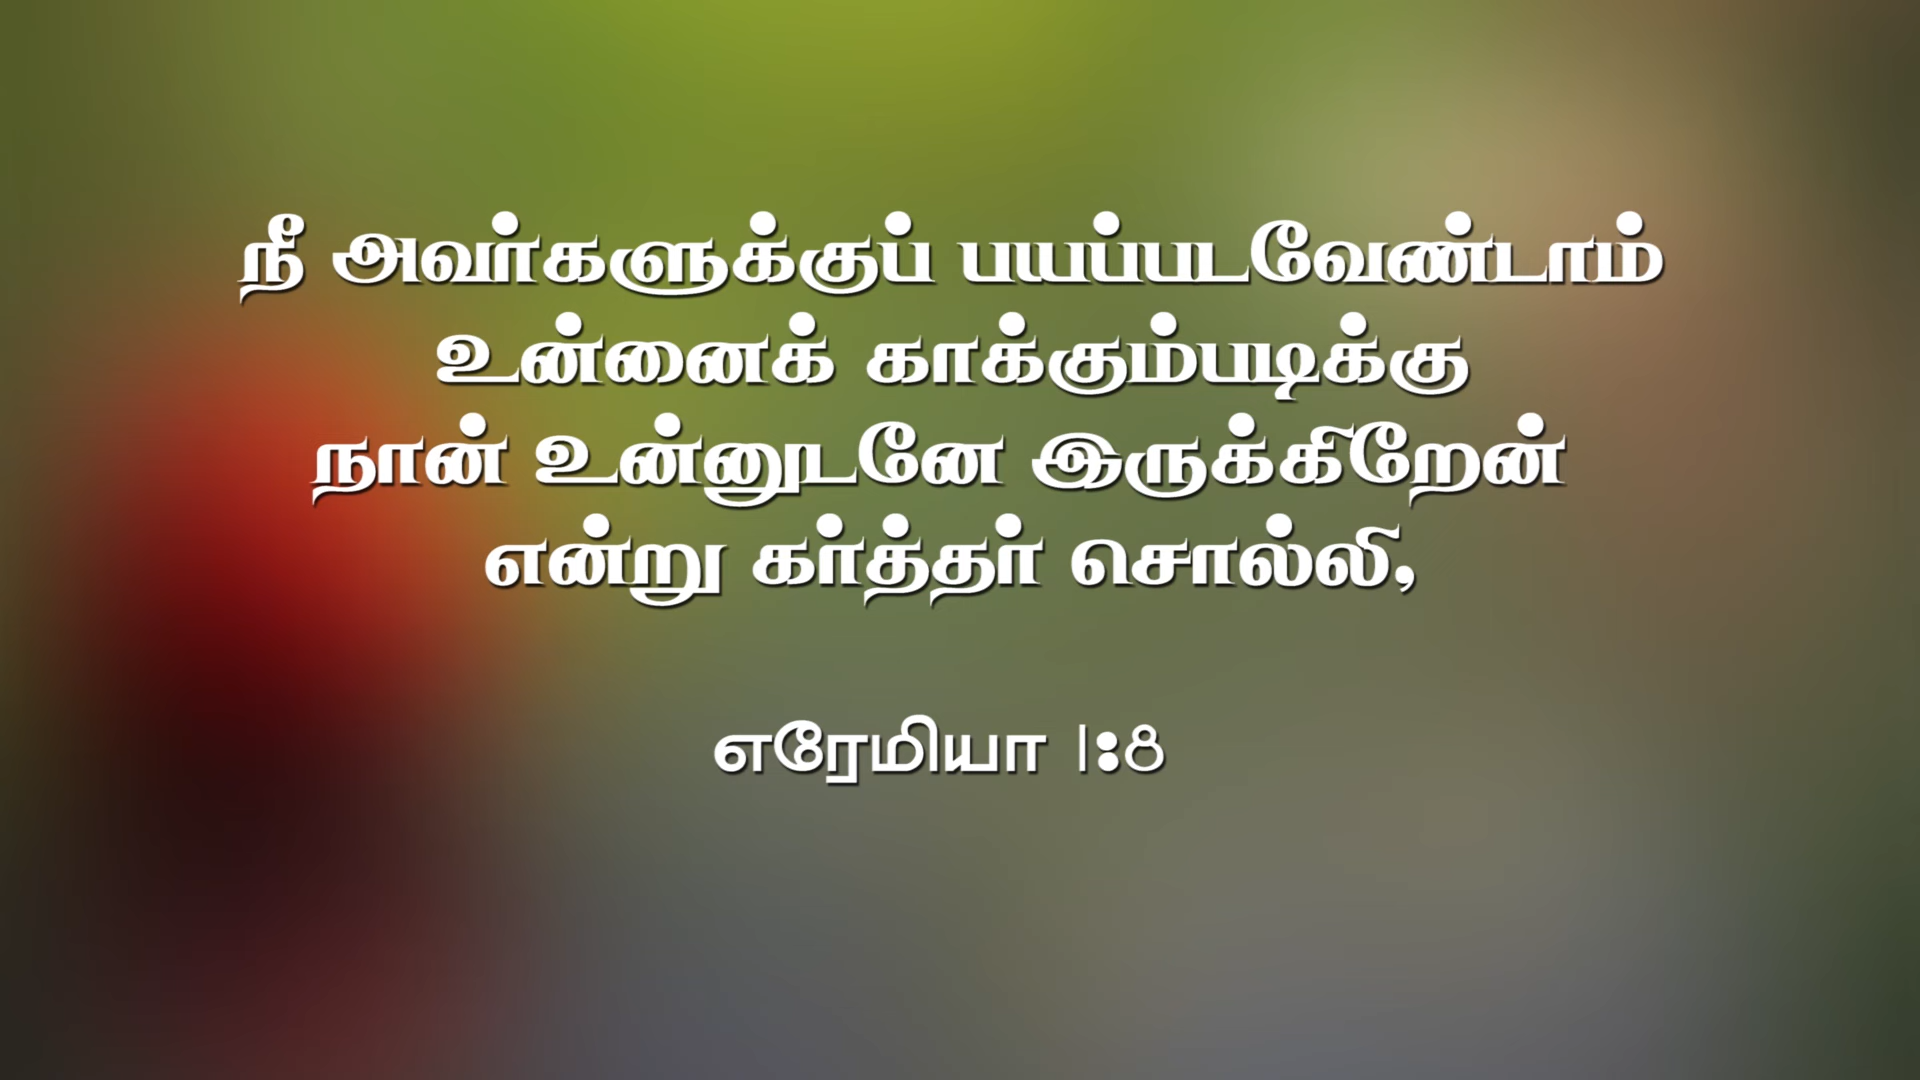 நீ அவர்களுக்குப் பயப்படவேண்டாம்
உன்னைக் காக்கும்படிக்கு
நான் உன்னுடனே இருக்கிறேன்
என்று கர்த்தர் சொல்லி,
எரேமியா 1:8